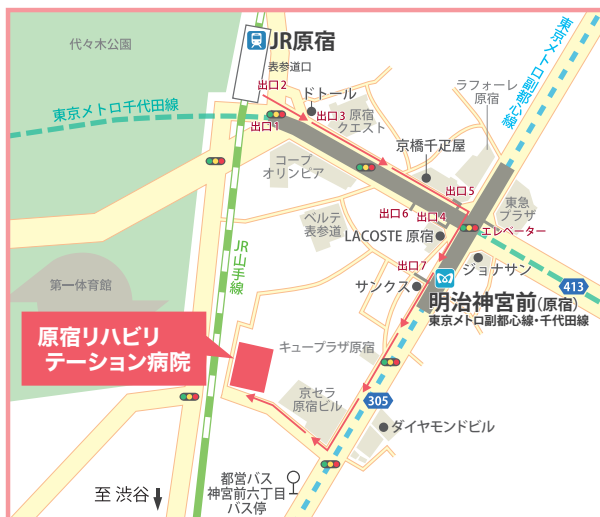 代々木公園
JR原宿
表参道口
出口2
ドトール
出口3
東京メトロ千代田線
出口1
原宿
クエスト
ラフォーレ
原宿
東京メトロ副都心線
京橋千疋屋
コープ
オリンピア
出口5
出口6
出口4
東急
プラザ
エレベーター
ベルテ
表参道
LACOSTE 原宿
JR山手線
出口7
ジョナサン
サンクス
第一体育館
413
明治神宮前(原宿)
東京メトロ副都心線・千代田線
原宿リハビリ
テーション病院
キュープラザ原宿
京セラ
原宿ビル
305
ダイヤモンドビル
都営バス
神宮前六丁目
バス停
至 渋谷